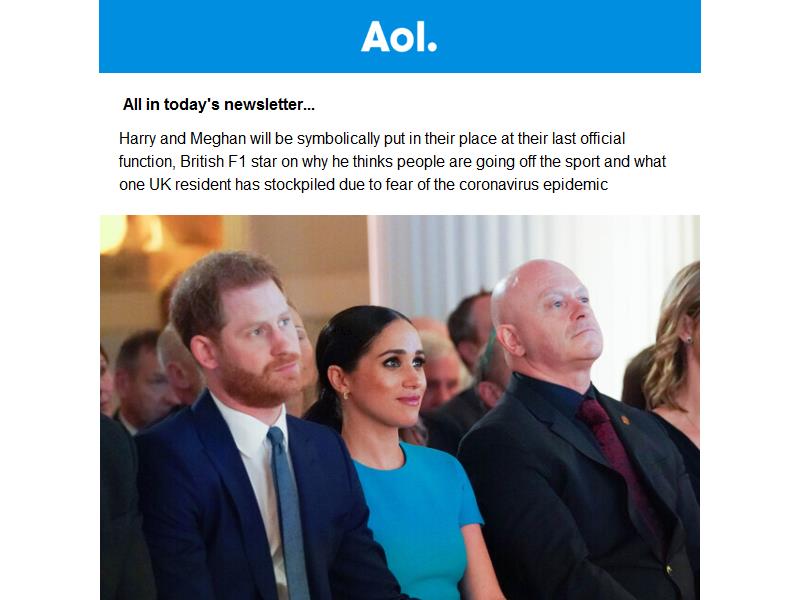 Aol.
All in today's newsletter...
Harry and Meghan will be symbolically put in their place at their last official
function, British F1 star on why he thinks people are going off the sport and what
one UK resident has stockpiled due to fear of the coronavirus epidemic